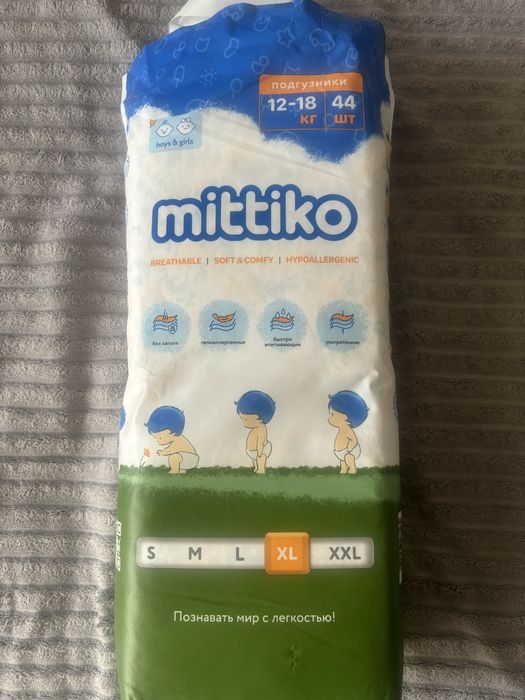 подгузники
12-18 44
КГ ШТ
boys & girls
mittiko
BREATHABLE | SOFT & COMFY | HYPOALLERGENIC
без запаха
гипоаллергенные
быстро
впитывающие
ультратонкие
S M L XL XXL
Познавать мир с легкостью!